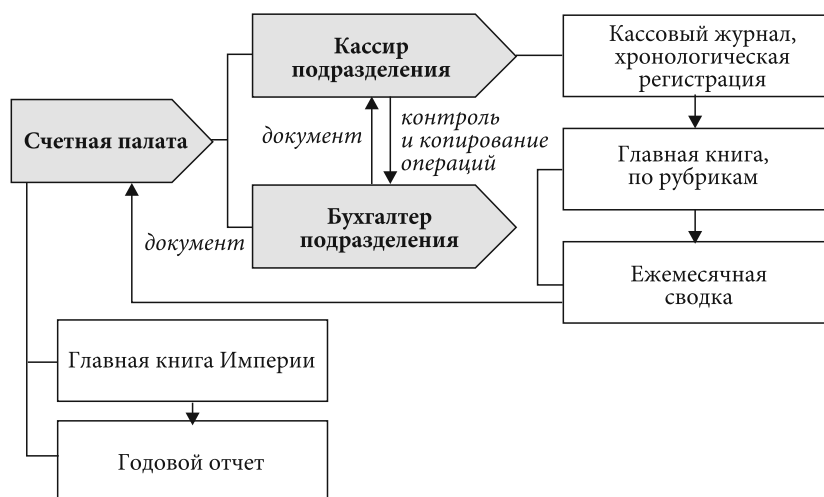 Кассир
подразделения
Кассовый журнал,
хронологическая
регистрация
Счетная палата
документ
контроль
и копирование
операций
Главная книга,
по рубрикам
Бухгалтер
подразделения
документ
Ежемесячная
сводка
Главная книга Империи
Годовой отчет